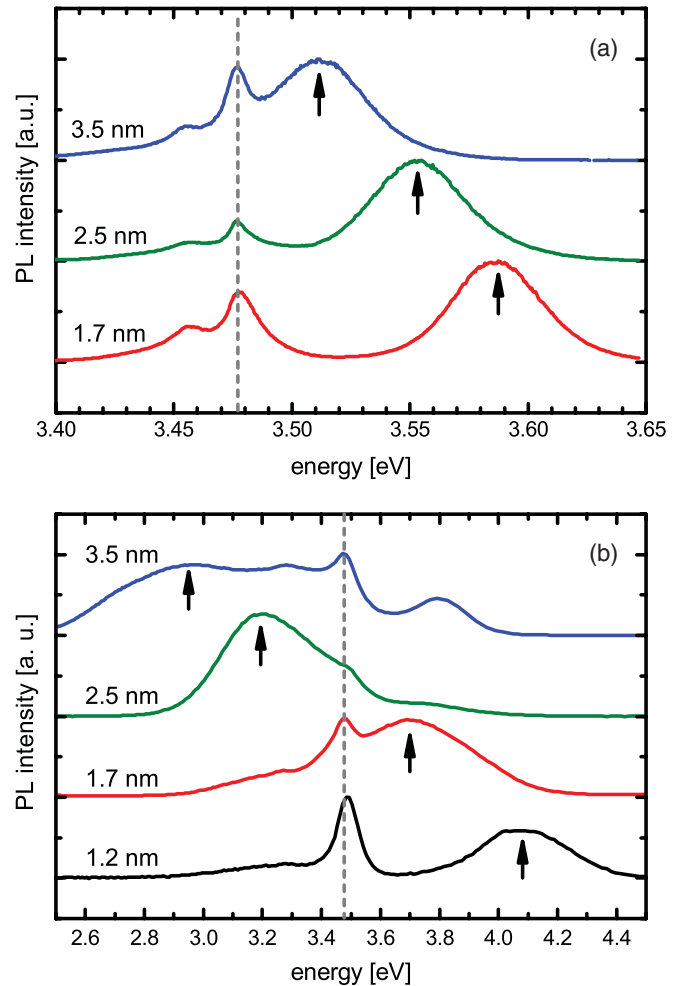 (a)
PL intensity [a.u.]
3.5 nm
2.5 nm
1.7 nm
3.40 3.45 3.50 3.55 3.60 3.65
energy [eV]
(b)
PL intensity [a. u.]
3.5 nm
2.5 nm
1.7 nm
1.2 nm
2.6 2.8 3.0 3.2 3.4 3.6 3.8 4.0 4.2 4.4
energy [eV]